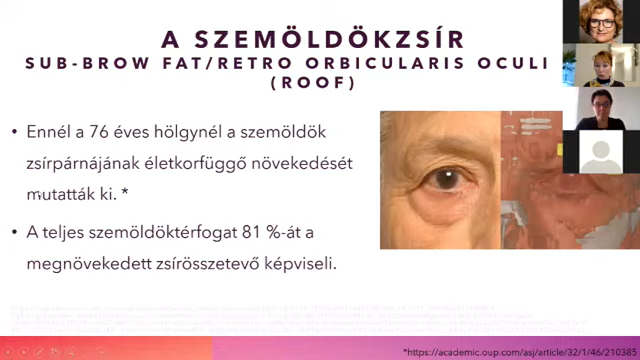 A SZEMÖLDÖKZSÍR
SUB-BROW FAT/RETRO ORBICULARIS OCULI
(ROOF)
• Ennél a 76 éves hölgynél a szemöldök
zsírpárnájának életkorfüggő növekedését
mutatták ki. *
• A teljes szemöldöktérfogat 81 %-át a
megnövekedett zsírösszetevő képviseli.
*https://academic.oup.com/asj/article/32/1/46/210385